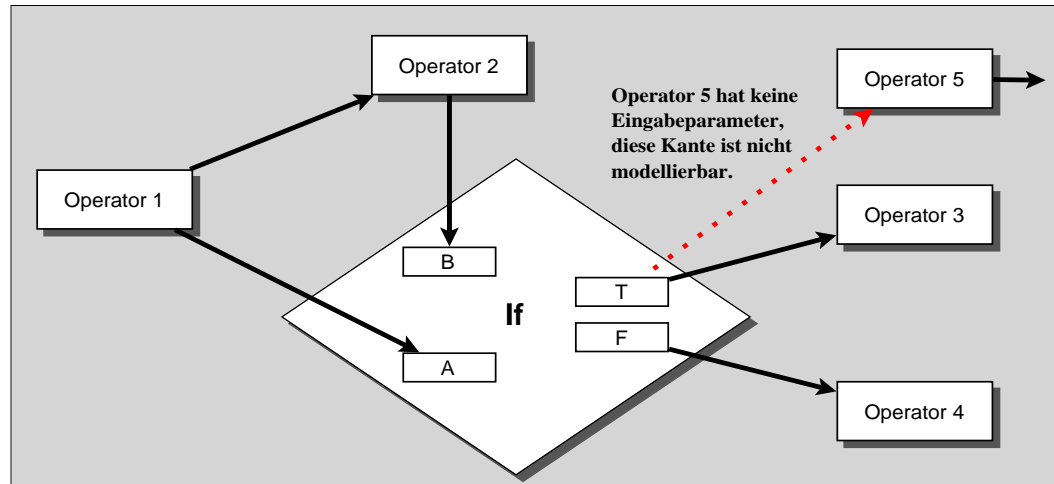 Operator 2
Operator 5
Operator 5 hat keine
Eingabeparameter,
diese Kante ist nicht
modellierbar.
Operator 1
Operator 3
B
T
If
F
A
Operator 4